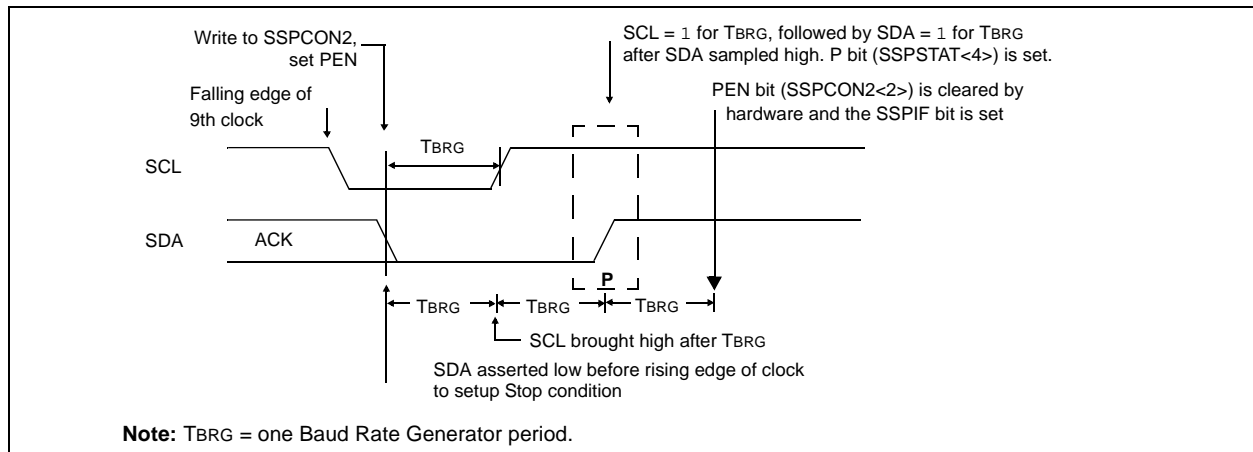 Write to SSPCON2,
set PEN
SCL = 1 for TBRG, followed by SDA = 1 for TBRG
after SDA sampled high. P bit (SSPSTAT<4>) is set.
Falling edge of
9th clock
PEN bit (SSPCON2<2>) is cleared by
hardware and the SSPIF bit is set
TBRG
SCL
SDA
ACK
P
TBRG
TBRG
TBRG
SCL brought high after TBRG
SDA asserted low before rising edge of clock
to setup Stop condition
Note: TBRG = one Baud Rate Generator period.